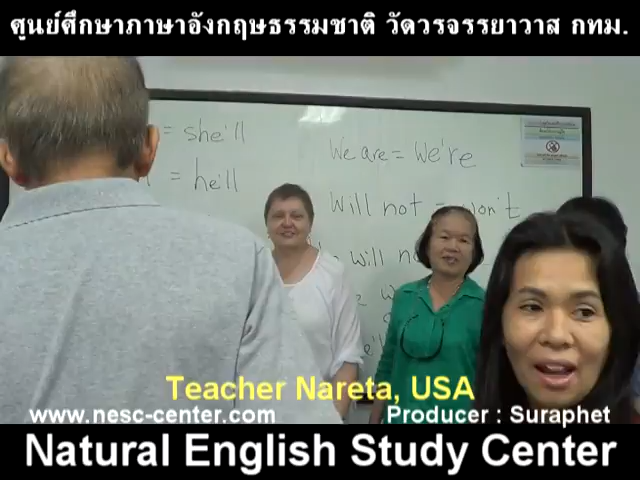 ศูนย์ศึกษาภาษาอังกฤษธรรมชาติ วัดวรจรรยาวาส กทม.
= she'll
We are = We're
= he'll
Will not = won't
will
Teacher Nareta, USA
www.nesc-center.com
Producer : Suraphet
Natural English Study Center